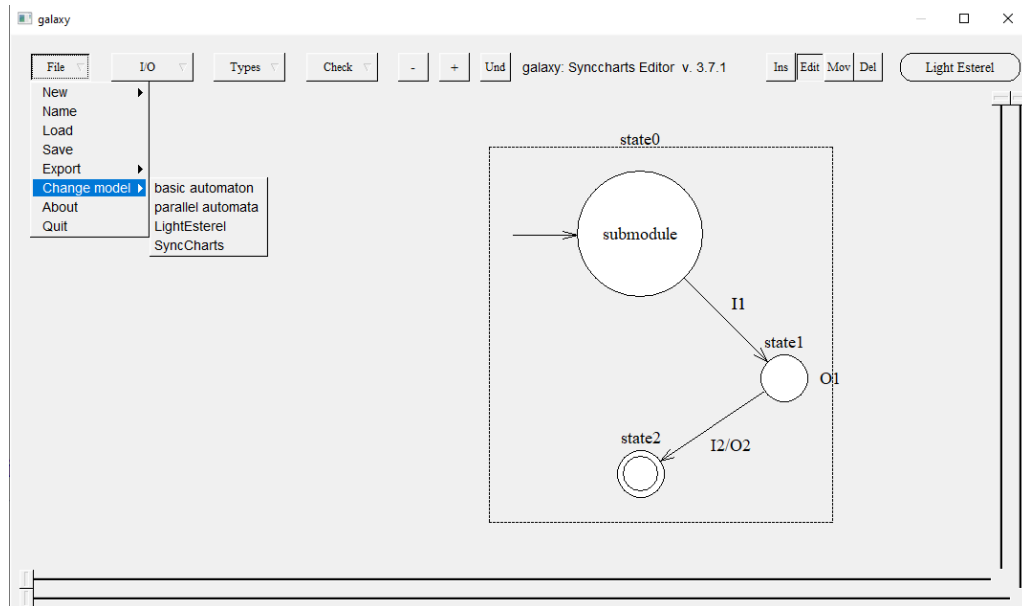 galaxy
File I/O Types Check - + Und galaxy: Synccharts Editor v. 3.7.1 Ins Edit Mov Del Light Esterel
New
Name
Load
Save
Export
Change model
About
Quit
basic automaton
parallel automata
LightEsterel
SyncCharts
state0
submodule
I1
state1
O1
state2
I2/O2